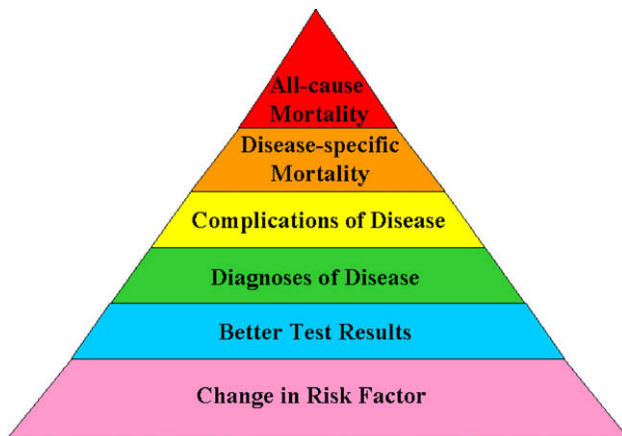 All-cause
Mortality
Disease-specific
Mortality
Complications of Disease
Diagnoses of Disease
Better Test Results
Change in Risk Factor